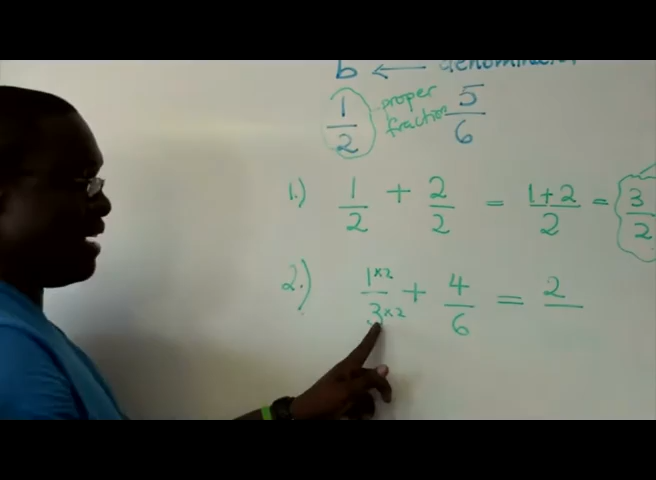 b ← denominator
1/2 proper fraction 5/6
1.) 1/2 + 2/2 = 1+2/2 = 3/2
2.) 1×2/3×2 + 4/6 = 2/